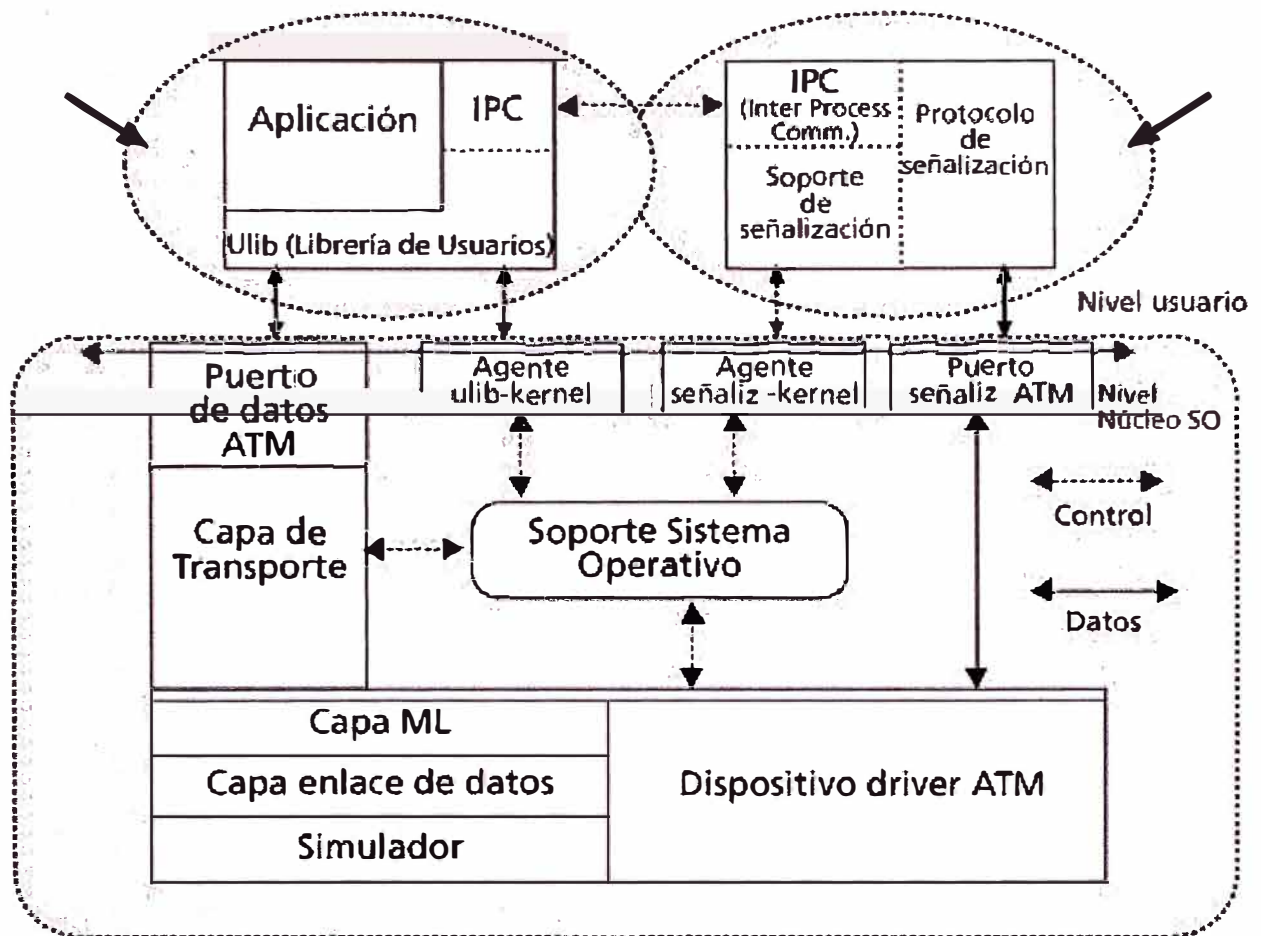 Aplicación
IPC
Ulib (Librería de Usuarios)
IPC
(Inter Process
Comm.)
Soporte
de
señalización
Protocolo
de
señalización
Nivel usuario
Puerto
de datos
ATM
Agente
ulib-kernel
Agente
señaliz -kernel
Puerto
señaliz ATM
Nivel
Núcleo SO
Capa de
Transporte
Soporte Sistema
Operativo
Control
Datos
Capa ML
Capa enlace de datos
Simulador
Dispositivo driver ATM